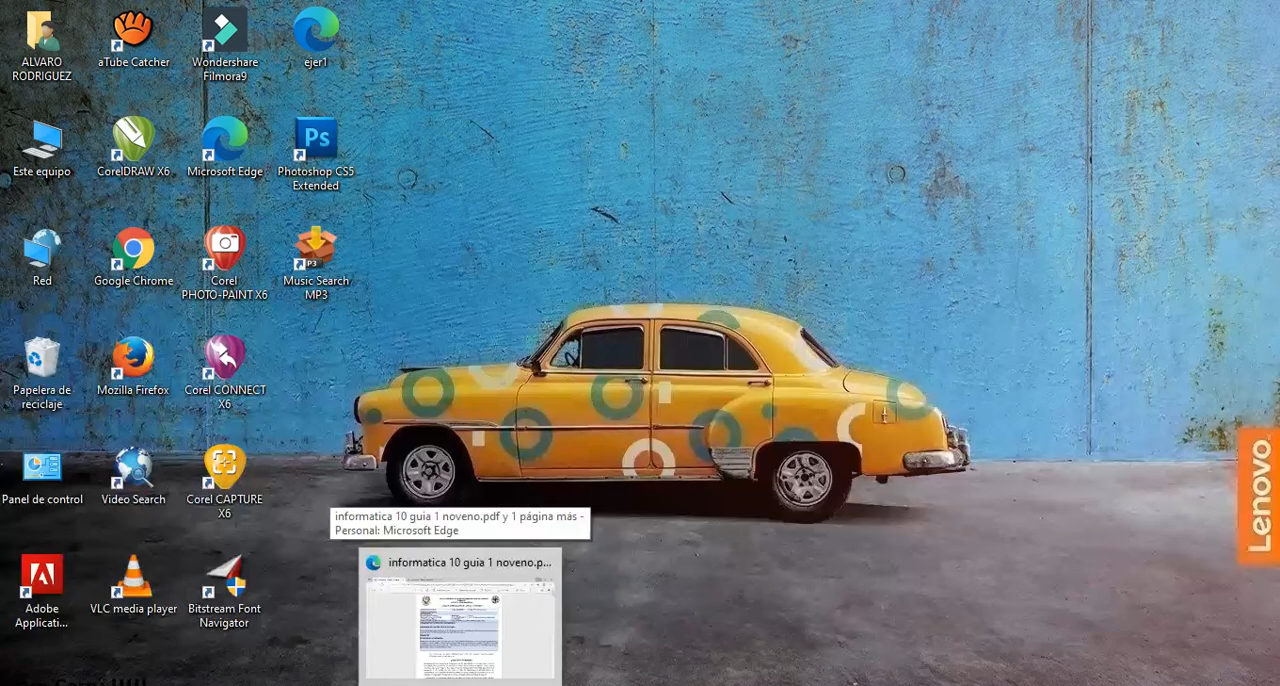 ALVARO
RODRIGUEZ
aTube Catcher
Wondershare
Filmora9
ejer1
Este equipo
CorelDRAW X6
Microsoft Edge
Ps
Photoshop CS5
Extended
Red
Google Chrome
Corel
PHOTO-PAINT X6
P3
Music Search
MP3
Papelera de
reciclaje
Mozilla Firefox
Corel CONNECT
X6
Panel de control
Video Search
Corel CAPTURE
X6
Adobe
Applicati...
VLC media player
Bitstream Font
Navigator
informatica 10 guia 1 noveno.pdf y 1 página más -
Personal: Microsoft Edge
informatica 10 guia 1 noveno.p...
Lenovo